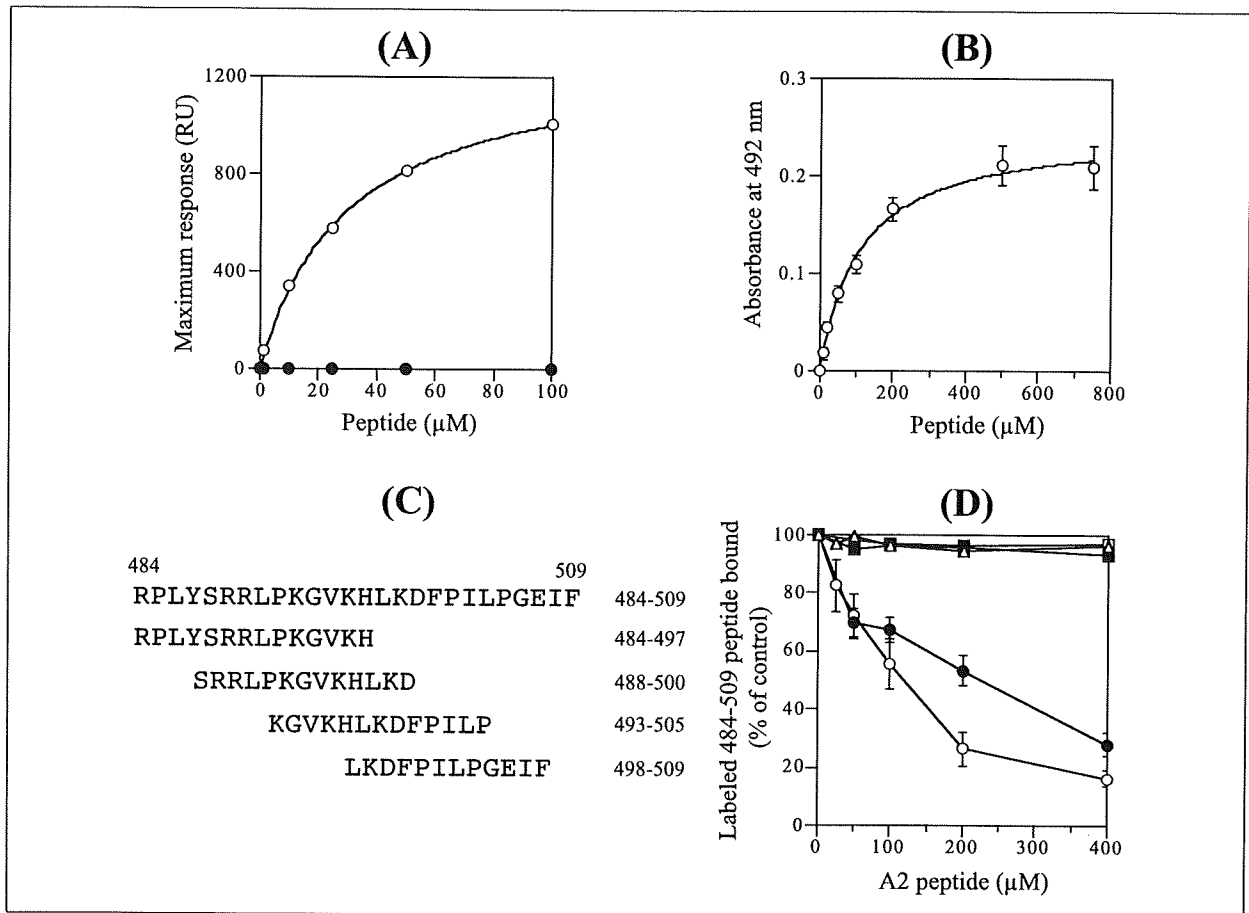 (A)
1200
800
400
0
0 20 40 60 80 100
Maximum response (RU)
Peptide (µM)
(B)
0.3
0.2
0.1
0
0 200 400 600 800
Absorbance at 492 nm
Peptide (µM)
(C)
484 509
RPLYSRRLPKGVKHLKDFPILPGEIF 484-509
RPLYSRRLPKGVKH 484-497
SRRLPKGVKHLKD 488-500
KGVKHLKDFPILP 493-505
LKDFPILPGEIF 498-509
(D)
100
80
60
40
20
0
0 100 200 300 400
Labeled 484-509 peptide bound
(% of control)
A2 peptide (µM)